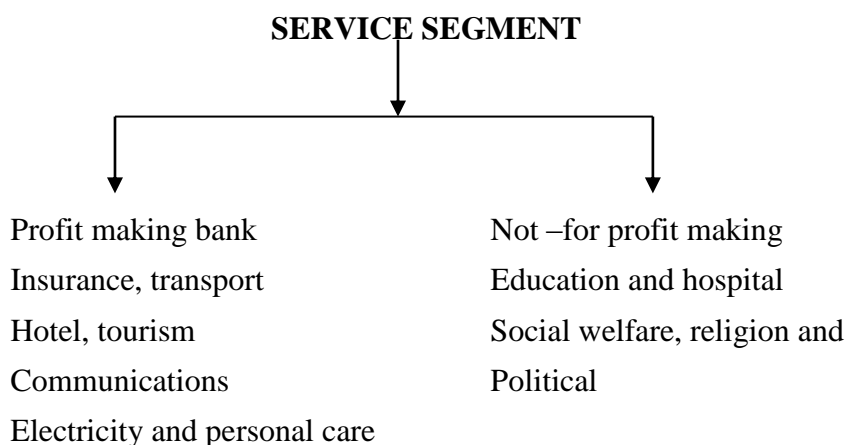 SERVICE SEGMENT
Profit making bank
Insurance, transport
Hotel, tourism
Communications
Electricity and personal care
Not –for profit making
Education and hospital
Social welfare, religion and
Political